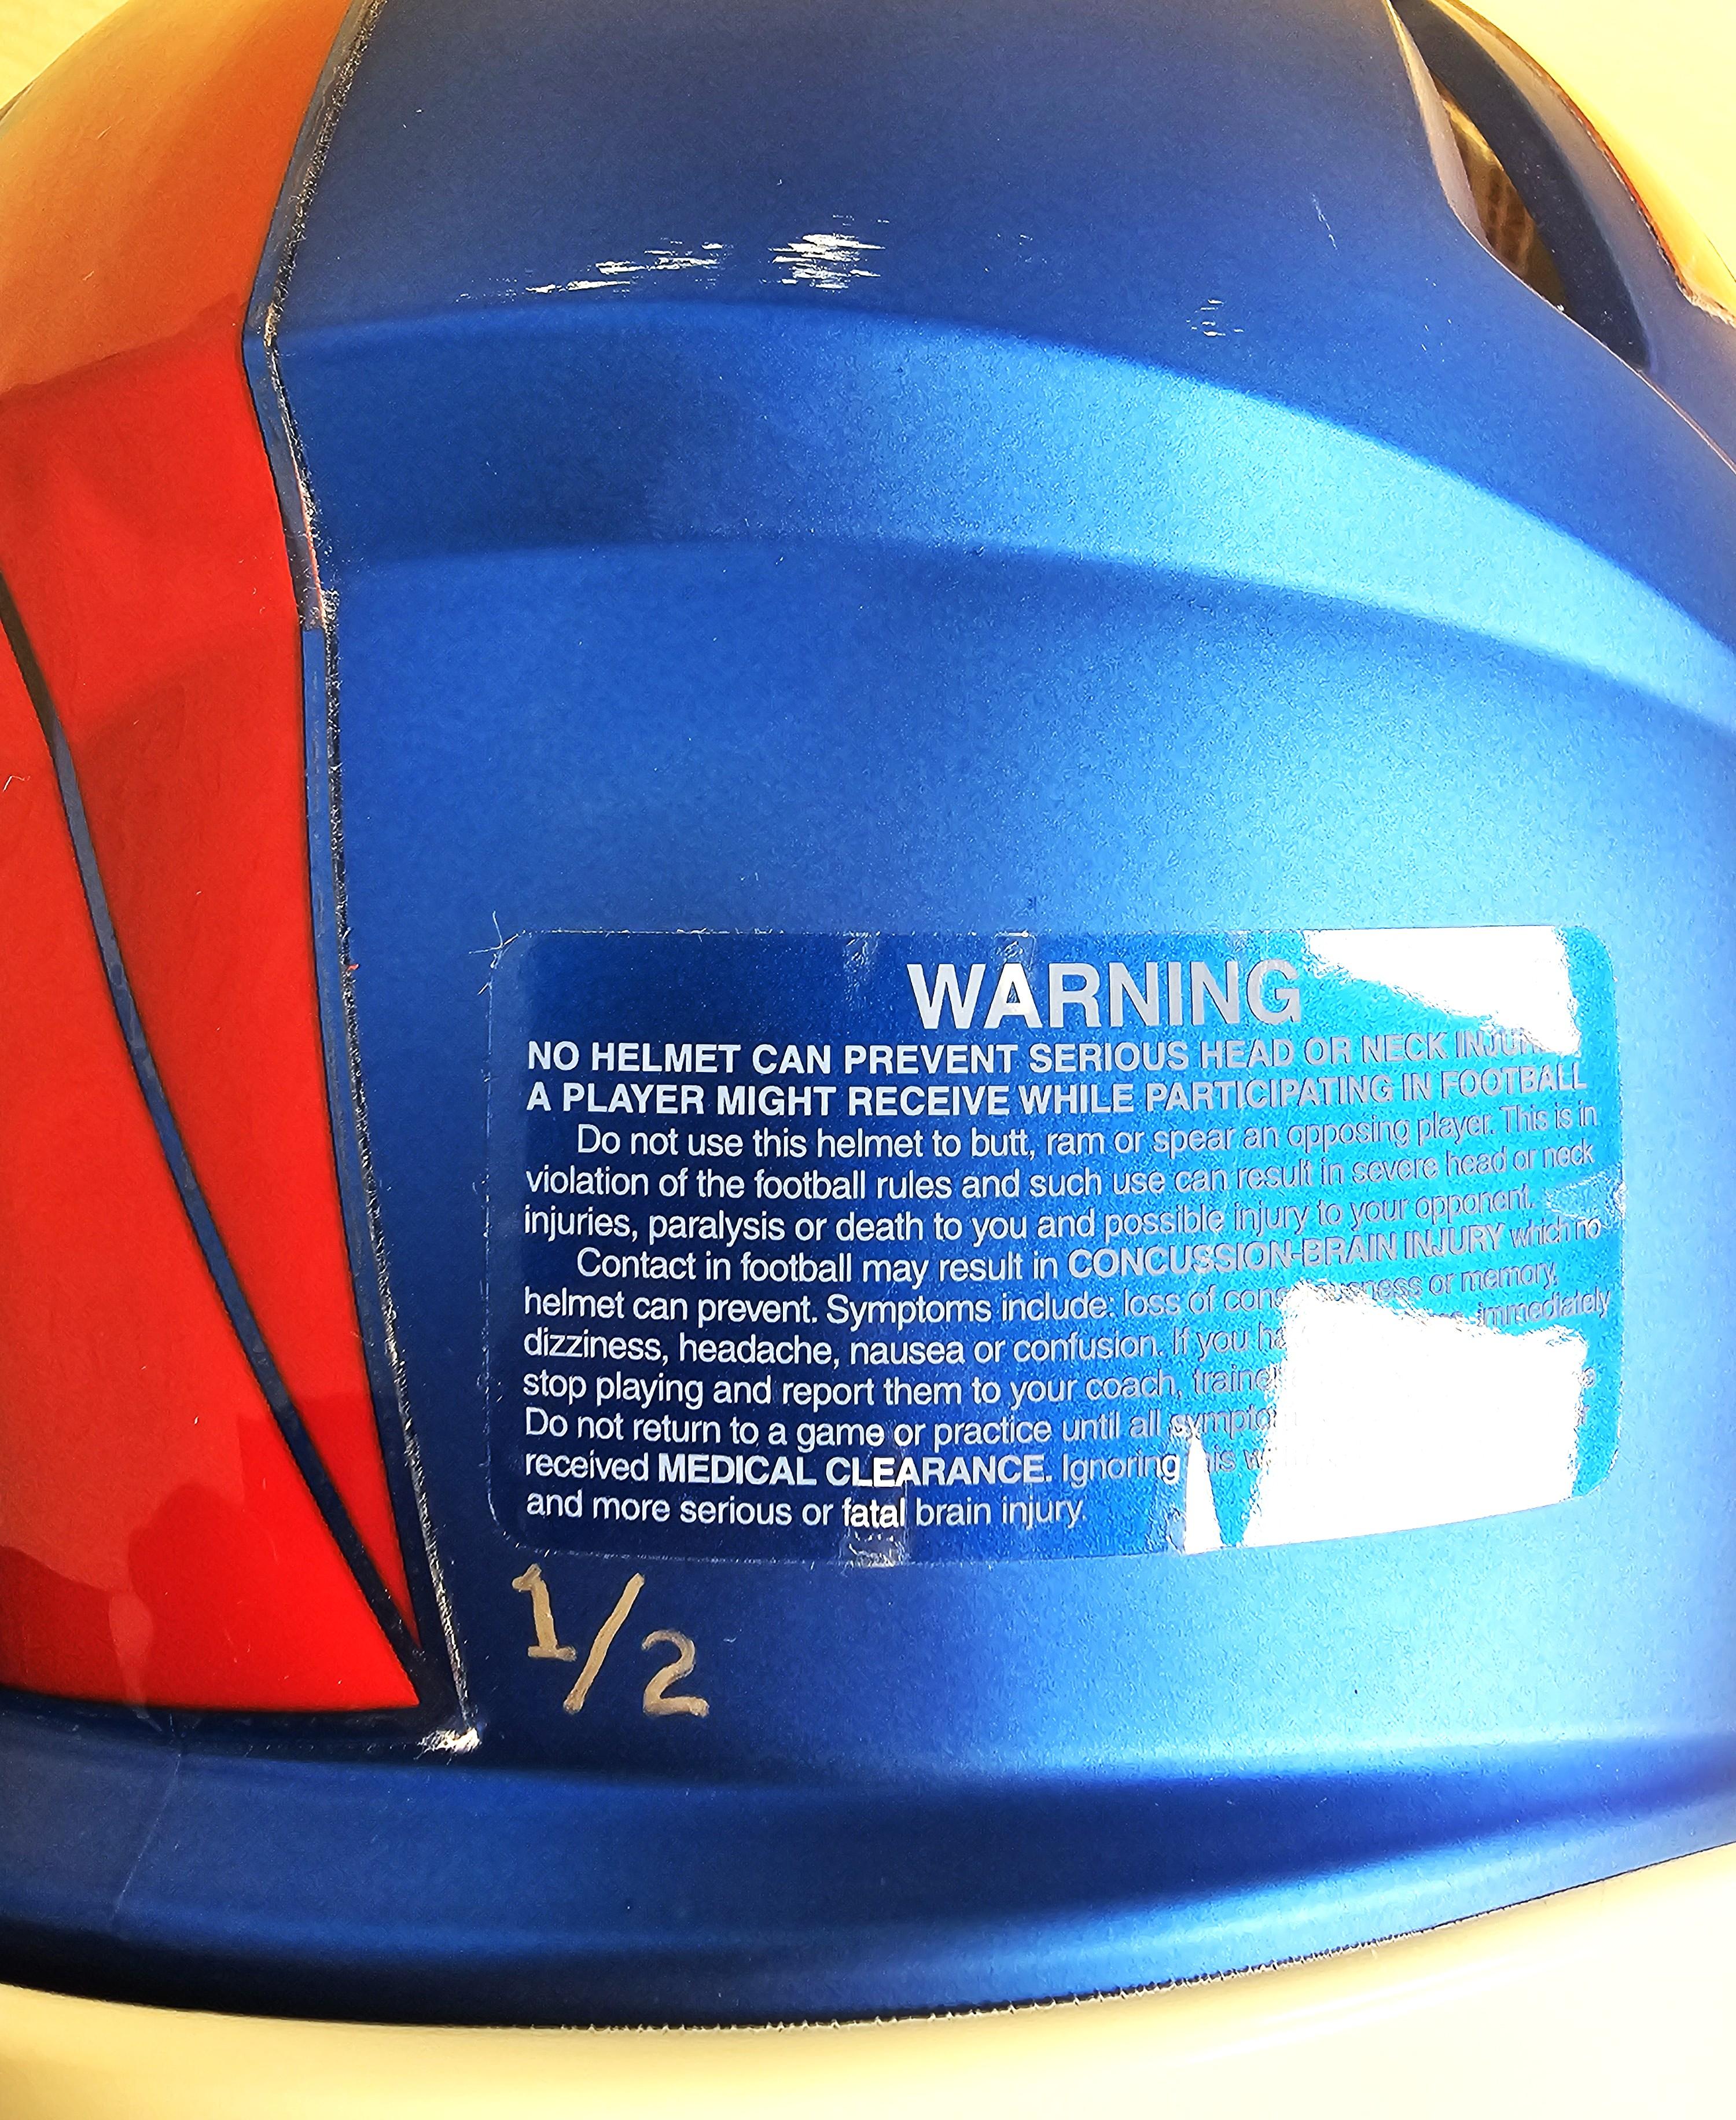 WARNING
NO HELMET CAN PREVENT SERIOUS HEAD OR NECK
A PLAYER MIGHT RECEIVE WHILE PARTICIPATING IN FOOTBALL
Do not use this helmet to butt, ram or spear an opposing player. This is in
violation of the football rules and such use can result in severe head or neck
injuries, paralysis or death to you and possible injury to your opponent.
Contact in football may result in CONCUSSION-BRAIN INJURY which no
helmet can prevent. Symptoms include: loss of or memory,
dizziness, headache, nausea or confusion. If you immediately
stop playing and report them to your coach,
Do not return to a game or practice until all
received MEDICAL CLEARANCE. Ignoring
and more serious or fatal brain injury.
1/2